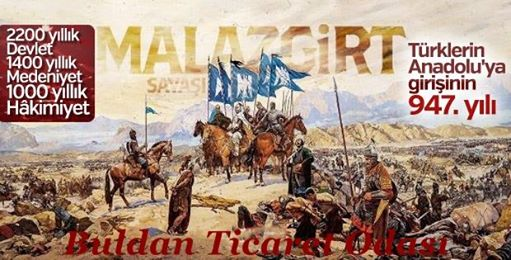 2200 yıllık
Devlet
1400 yıllık
Medeniyet
1000 yıllık
Hâkimiyet
MALAZGİRT
SAVAŞI
Türklerin
Anadolu'ya
girişinin
947. yılı
Buldan Ticaret Odası